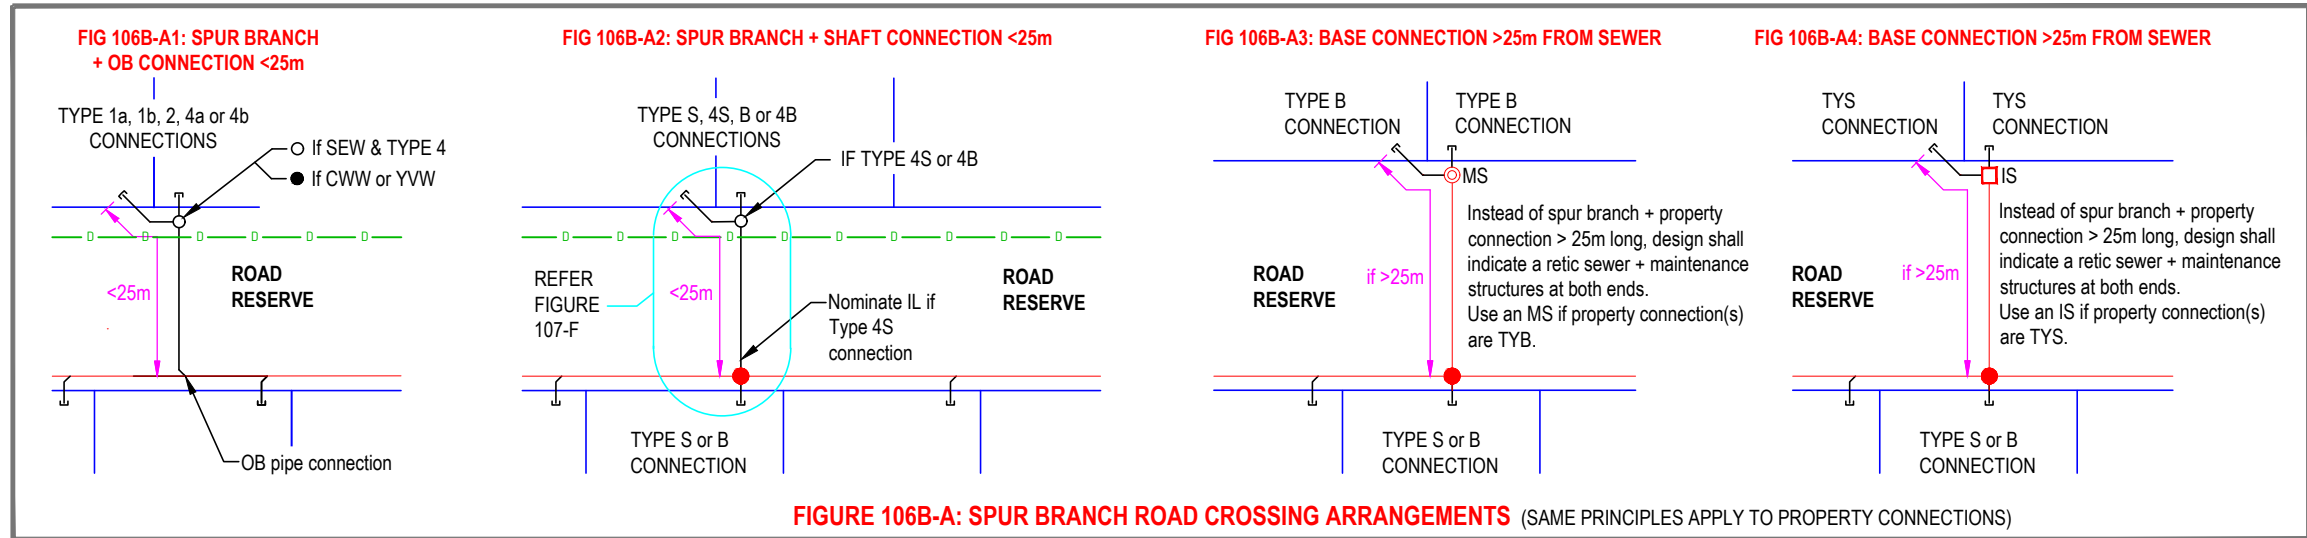 FIG 106B-A1: SPUR BRANCH
+ OB CONNECTION <25m
TYPE 1a, 1b, 2, 4a or 4b
CONNECTIONS
If SEW & TYPE 4
If CWW or YVW
D D D D D D
<25m
ROAD
RESERVE
OB pipe connection
FIG 106B-A2: SPUR BRANCH + SHAFT CONNECTION <25m
TYPE S, 4S, B or 4B
CONNECTIONS
IF TYPE 4S or 4B
D D D D D D D D D D
REFER
FIGURE
107-F
<25m
ROAD
RESERVE
Nominate IL if
Type 4S
connection
TYPE S or B
CONNECTION
FIG 106B-A3: BASE CONNECTION >25m FROM SEWER
TYPE B
CONNECTION
TYPE B
CONNECTION
MS
Instead of spur branch + property
connection > 25m long, design shall
indicate a retic sewer + maintenance
structures at both ends.
Use an MS if property connection(s)
are TYB.
ROAD
RESERVE
if >25m
TYPE S or B
CONNECTION
FIG 106B-A4: BASE CONNECTION >25m FROM SEWER
TYS
CONNECTION
TYS
CONNECTION
IS
Instead of spur branch + property
connection > 25m long, design shall
indicate a retic sewer + maintenance
structures at both ends.
Use an IS if property connection(s)
are TYS.
ROAD
RESERVE
if >25m
TYPE S or B
CONNECTION
FIGURE 106B-A: SPUR BRANCH ROAD CROSSING ARRANGEMENTS (SAME PRINCIPLES APPLY TO PROPERTY CONNECTIONS)